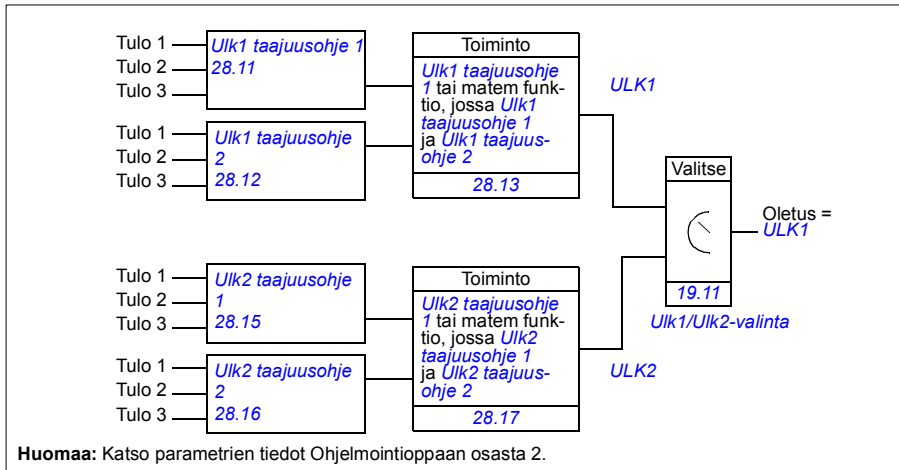 Tulo 1
Tulo 2
Tulo 3
Ulk1 taajuusohje 1
28.11
Tulo 1
Tulo 2
Tulo 3
Ulk1 taajuusohje
2
28.12
Toiminto
Ulk1 taajuusohje
1 tai matem funk-
tio, jossa Ulk1
taajuusohje 1
ja Ulk1 taajuus-
ohje 2
28.13
ULK1
Valitse
19.11
Ulk1/Ulk2-valinta
Oletus =
ULK1
Tulo 1
Tulo 2
Tulo 3
Ulk2 taajuusohje
1
28.15
Tulo 1
Tulo 2
Tulo 3
Ulk2 taajuusohje
2
28.16
Toiminto
Ulk2 taajuusohje
1 tai matem funk-
tio, jossa Ulk2
taajuusohje 1
ja Ulk2 taajuus-
ohje 2
28.17
ULK2
Huomaa: Katso parametrien tiedot Ohjelmointioppaan osasta 2.